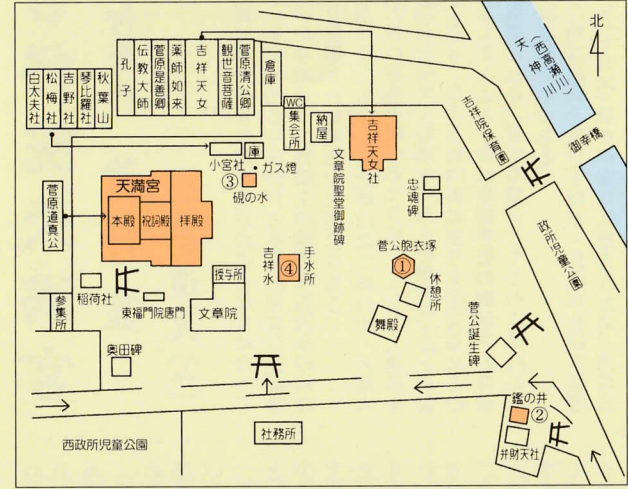 北
天神川
（西高瀬川）
御幸橋
吉祥院保育園
政所児童公園
孔子
伝教大師
菅原是善卿
薬師如来
吉祥天女
観世音菩薩
菅原清公卿
倉庫
白太夫社
松梅社
吉野社
琴比羅社
秋葉山
WC
集会所
納屋
吉祥天女社
文章院聖堂御跡碑
忠魂碑
小宮社
庫
ガス燈
③
硯の水
天満宮
本殿
祝詞殿
拝殿
菅原道真公
吉祥水
④
手水所
菅公胞衣塚
①
休憩所
舞殿
菅公誕生碑
授与所
文章院
東福門院唐門
稲荷社
参集所
奥田碑
鑑の井
②
弁財天社
社務所
西政所児童公園